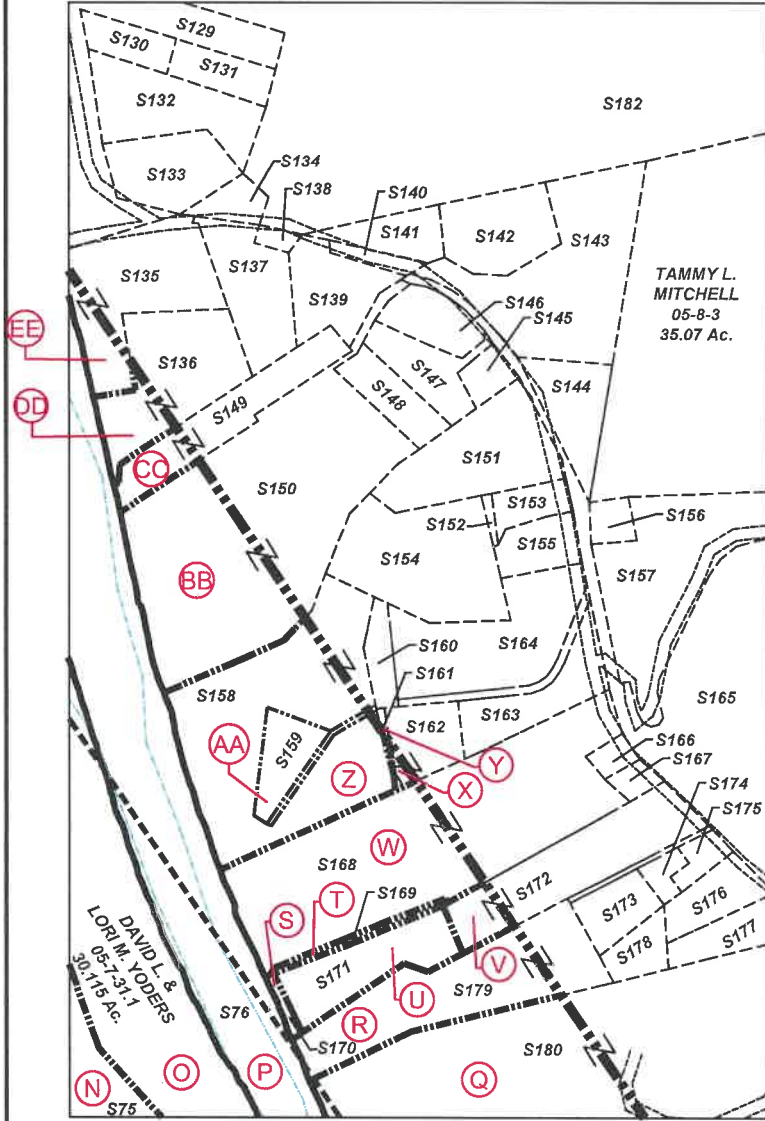 S129
S130
S131
S132
S182
S133
S134
S138
S140
S141
S142
S143
S137
S135
S139
TAMMY L.
MITCHELL
05-8-3
35.07 Ac.
S146
S145
EE
S136
S147
S144
S148
DD
S149
CC
S151
S150
S153
S152
S156
S155
S154
S157
BB
S160
S164
S161
S158
S165
S162
S163
AA
S159
Y
S166
Z
X
S167
S174
S175
W
S168
S169
S172
S
T
S173
S176
S171
V
S177
S178
U
S179
DAVID L. &
LORI M. YODERS
05-7-31.1
30.115 Ac.
S76
R
S170
S180
O
P
Q
N
S75